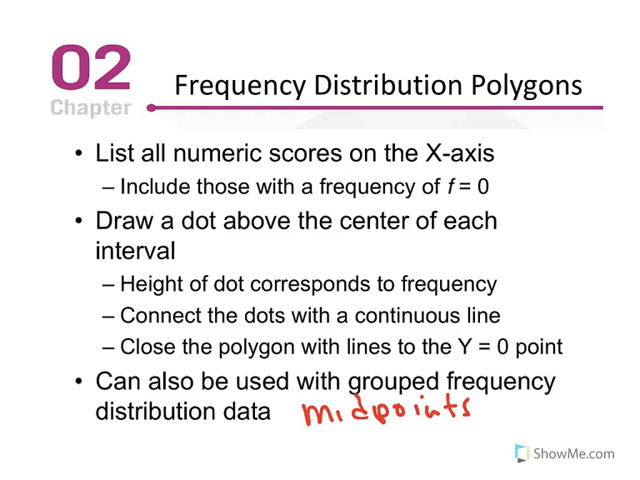 02
Chapter
Frequency Distribution Polygons
• List all numeric scores on the X-axis
– Include those with a frequency of f = 0
• Draw a dot above the center of each
interval
– Height of dot corresponds to frequency
– Connect the dots with a continuous line
– Close the polygon with lines to the Y = 0 point
• Can also be used with grouped frequency
distribution data midpoints
ShowMe.com